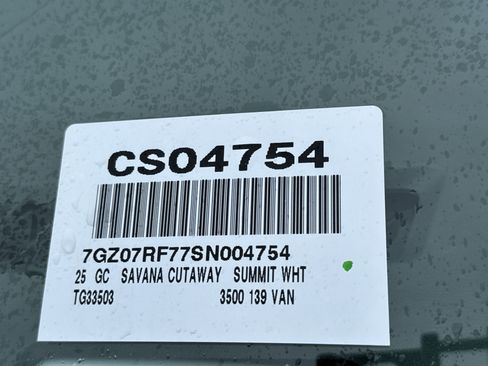 CS04754
7GZ07RF77SN004754
25 GC SAVANA CUTAWAY SUMMIT WHT
TG33503 3500 139 VAN